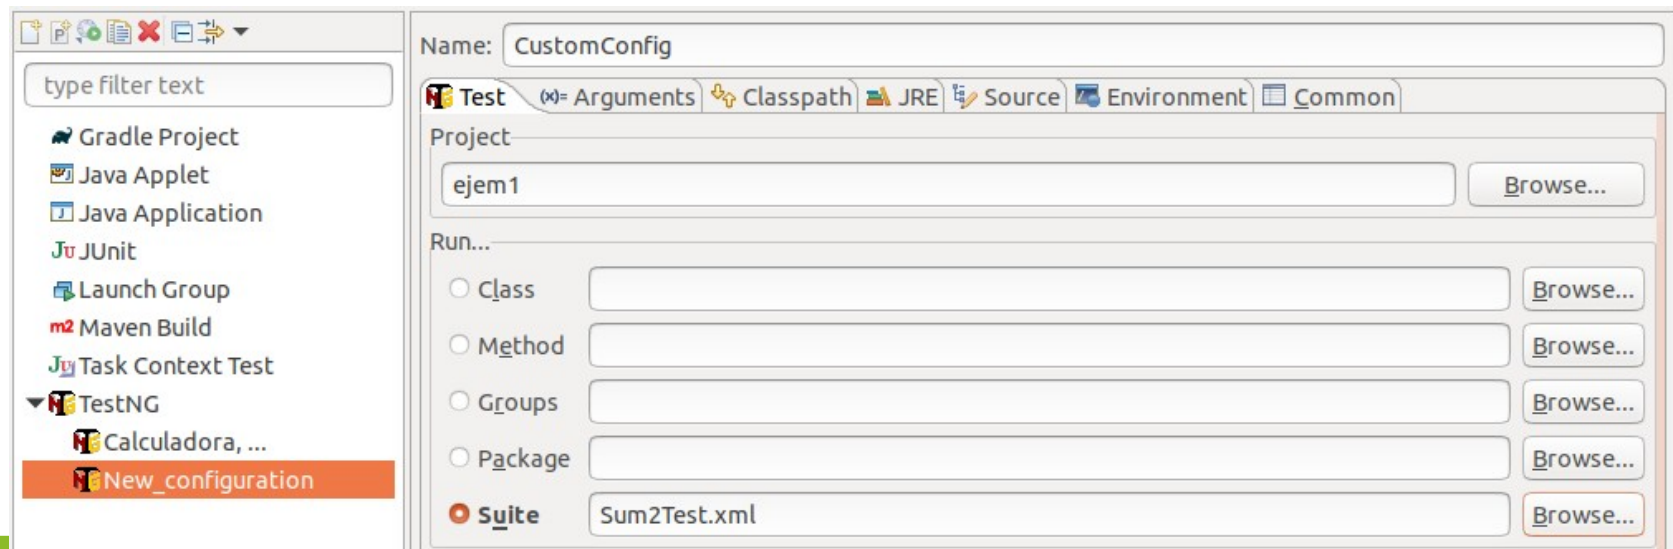 type filter text
Gradle Project
Java Applet
Java Application
JUnit
Launch Group
m2 Maven Build
Task Context Test
TestNG
Calculadora, ...
New_configuration
Name: CustomConfig
Test (x)= Arguments Classpath JRE Source Environment Common
Project
ejem1 Browse...
Run...
Class Browse...
Method Browse...
Groups Browse...
Package Browse...
Suite Sum2Test.xml Browse...